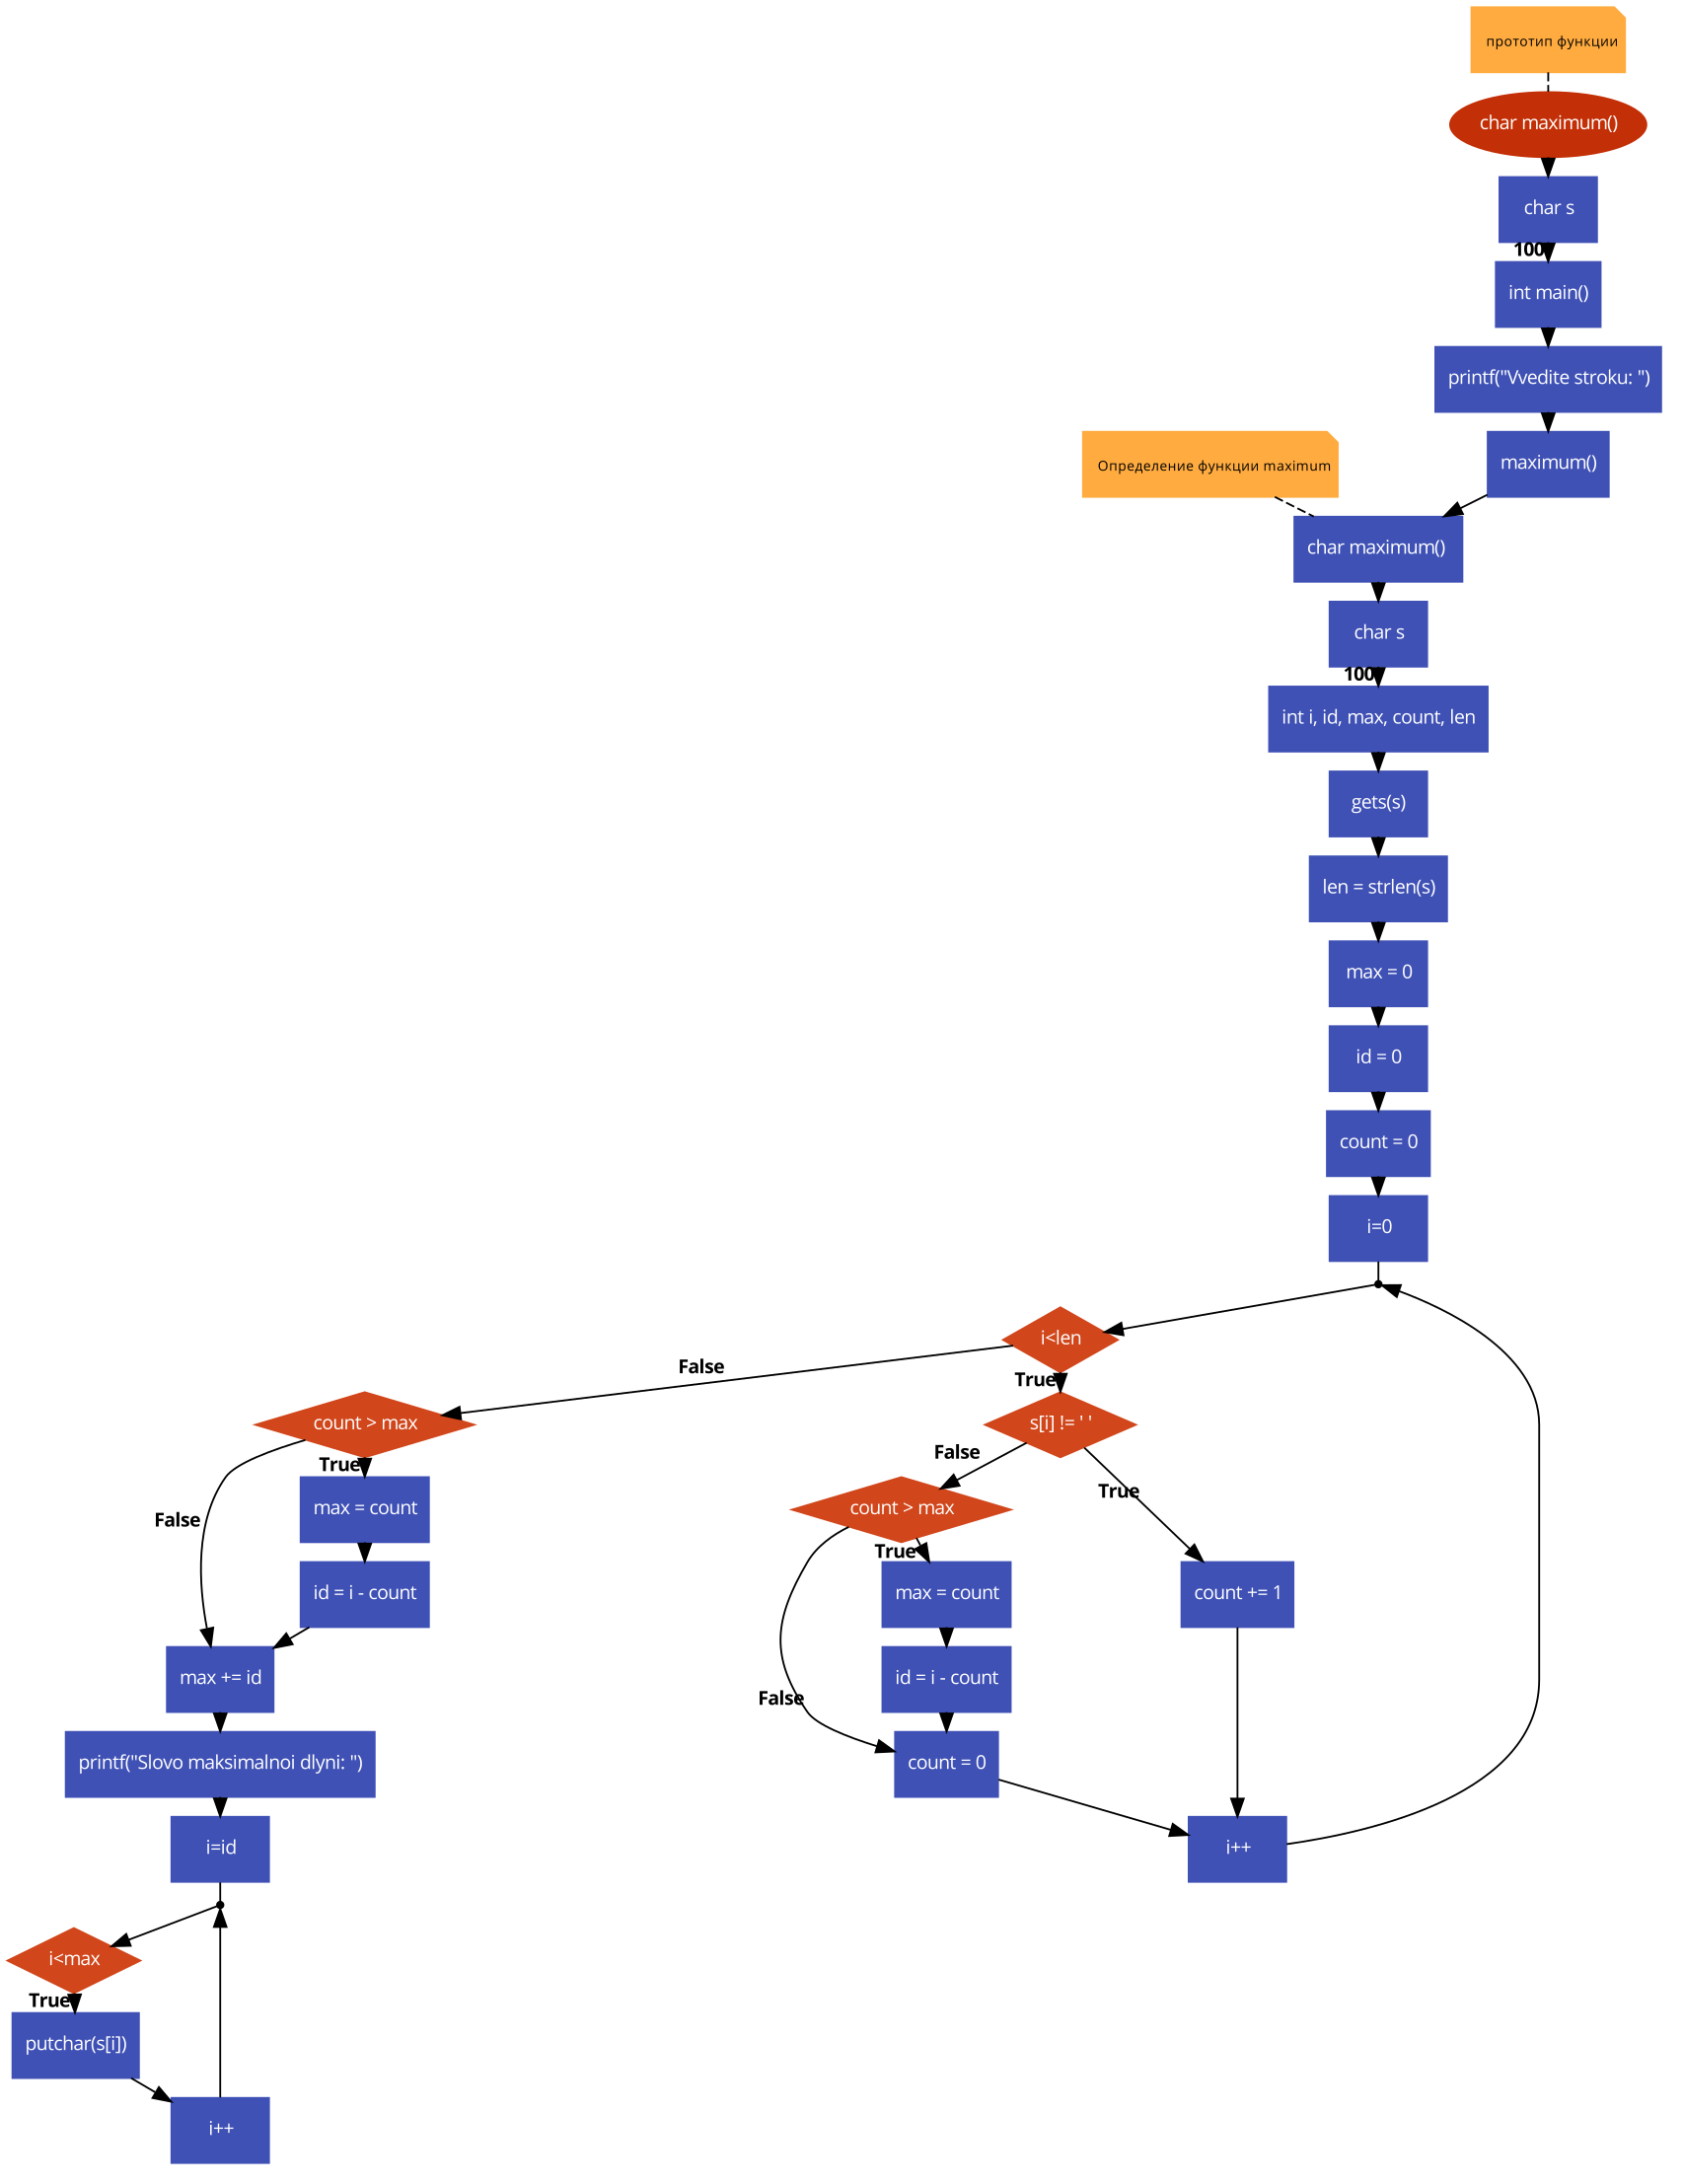 прототип функции
char maximum()
char s
100
int main()
printf("Vvedite stroku: ")
maximum()
Определение функции maximum
char maximum()
char s
100
int i, id, max, count, len
gets(s)
len = strlen(s)
max = 0
id = 0
count = 0
i=0
i<len
False
True
count > max
s[i] != ' '
True
False
max = count
False
id = i - count
max += id
printf("Slovo maksimalnoi dlyni: ")
i=id
i<max
True
putchar(s[i])
i++
False
True
count > max
True
max = count
count += 1
id = i - count
False
count = 0
i++